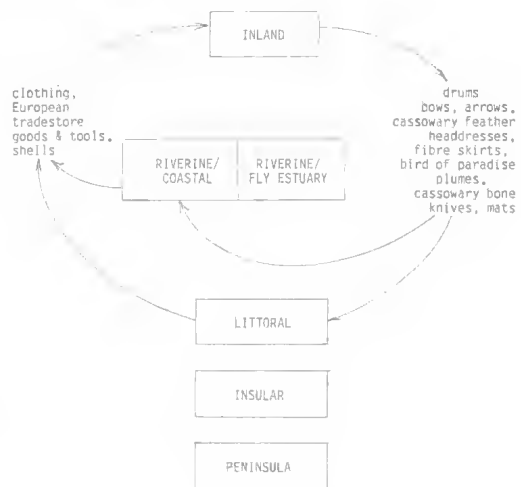 INLAND
clothing,
European
tradestore
goods & tools,
shells
drums
bows, arrows,
cassowary feather
headdresses,
fibre skirts,
bird of paradise
plumes,
cassowary bone
knives, mats
RIVERINE/
COASTAL
RIVERINE/
FLY ESTUARY
LITTORAL
INSULAR
PENINSULA